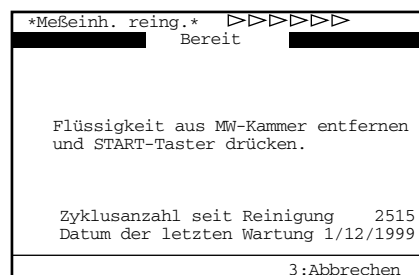 *Meßeinh. reing.* ▷▷▷▷▷▷
Bereit
Flüssigkeit aus MW-Kammer entfernen
und START-Taster drücken.
Zyklusanzahl seit Reinigung 2515
Datum der letzten Wartung 1/12/1999
3:Abbrechen